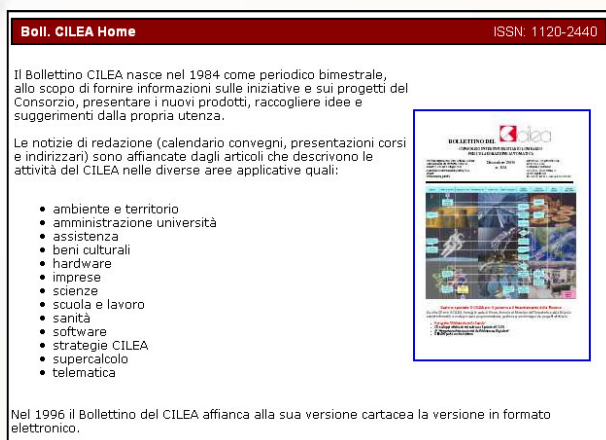 Boll. CILEA Home
ISSN: 1120-2440
Il Bollettino CILEA nasce nel 1984 come periodico bimestrale,
allo scopo di fornire informazioni sulle iniziative e sui progetti del
Consorzio, presentare i nuovi prodotti, raccogliere idee e
suggerimenti dalla propria utenza.
Le notizie di redazione (calendario convegni, presentazioni corsi
e indirizzari) sono affiancate dagli articoli che descrivono le
attività del CILEA nelle diverse aree applicative quali:
ambiente e territorio
amministrazione università
assistenza
beni culturali
hardware
imprese
scienze
scuola e lavoro
sanità
software
strategie CILEA
supercalcolo
telematica
BOLLETTINO DEL cilea
Nel 1996 il Bollettino del CILEA affianca alla sua versione cartacea la versione in formato
elettronico.